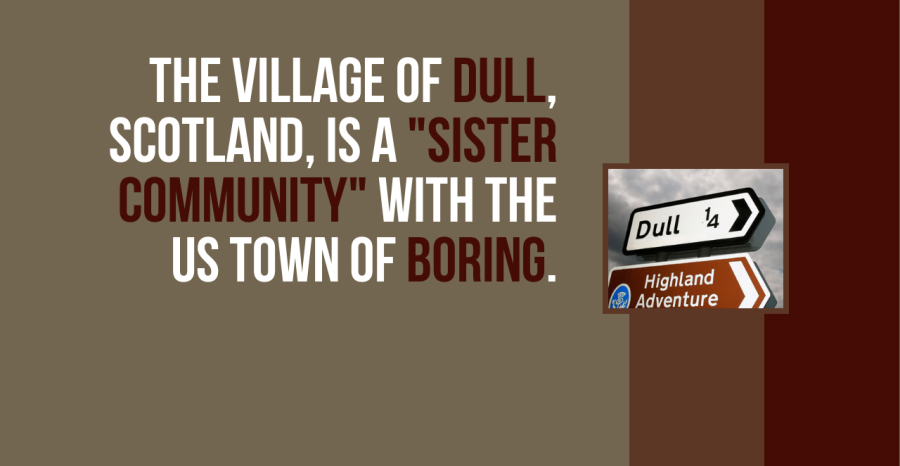 THE VILLAGE OF DULL,
SCOTLAND, IS A "SISTER
COMMUNITY" WITH THE
US TOWN OF BORING.
Dull 1/4
Highland
Adventure